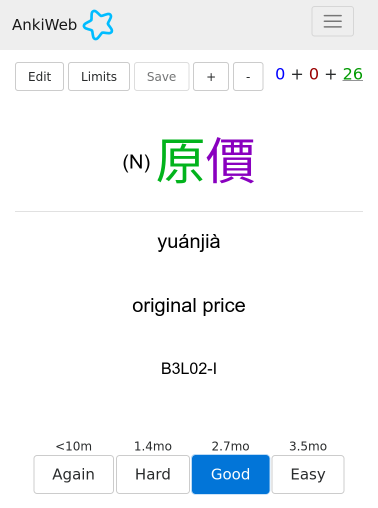 AnkiWeb
Edit Limits Save + - 0 + 0 + 26
(N) 原價
yuánjià
original price
B3L02-I
<10m 1.4mo 2.7mo 3.5mo
Again Hard Good Easy